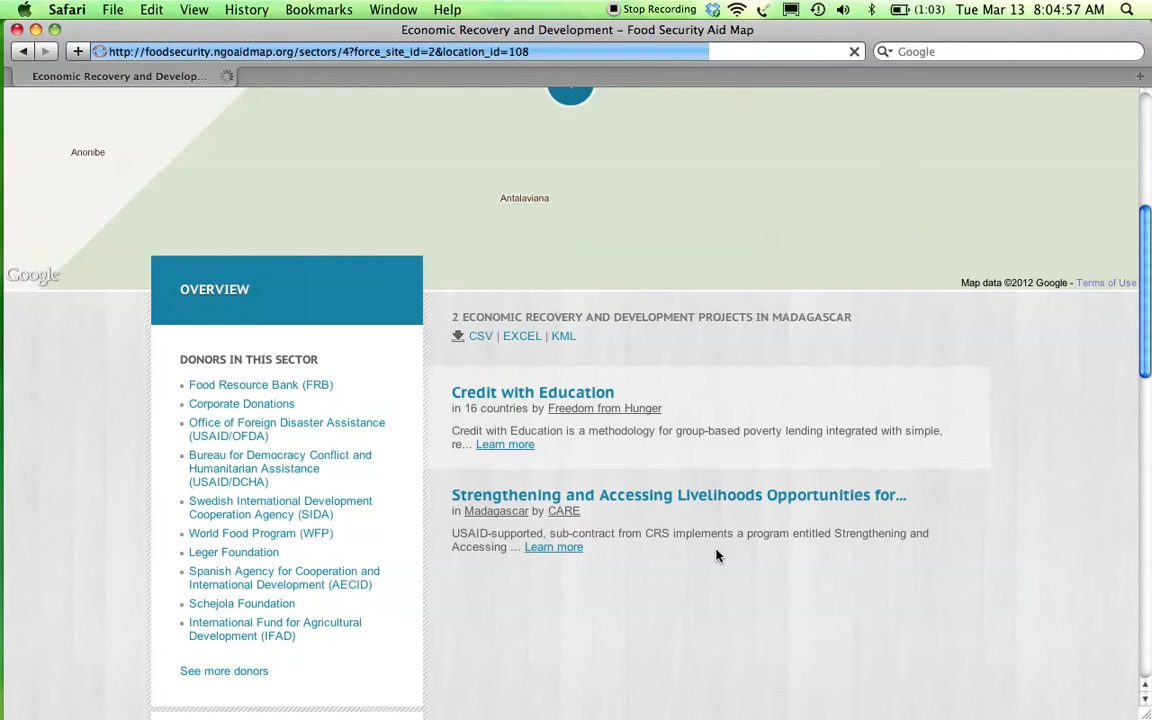 Safari File Edit View History Bookmarks Window Help Stop Recording (1:03) Tue Mar 13 8:04:57 AM
Economic Recovery and Development – Food Security Aid Map
http://foodsecurity.ngoaidmap.org/sectors/4?force_site_id=2&location_id=108
Google
Economic Recovery and Develop...
Anonibe
Antalaviana
Google
Map data ©2012 Google - Terms of Use
OVERVIEW
DONORS IN THIS SECTOR
Food Resource Bank (FRB)
Corporate Donations
Office of Foreign Disaster Assistance
(USAID/OFDA)
Bureau for Democracy Conflict and
Humanitarian Assistance
(USAID/DCHA)
Swedish International Development
Cooperation Agency (SIDA)
World Food Program (WFP)
Leger Foundation
Spanish Agency for Cooperation and
International Development (AECID)
Schejola Foundation
International Fund for Agricultural
Development (IFAD)
See more donors
2 ECONOMIC RECOVERY AND DEVELOPMENT PROJECTS IN MADAGASCAR
CSV | EXCEL | KML
Credit with Education
in 16 countries by Freedom from Hunger
Credit with Education is a methodology for group-based poverty lending integrated with simple,
re... Learn more
Strengthening and Accessing Livelihoods Opportunities for...
in Madagascar by CARE
USAID-supported, sub-contract from CRS implements a program entitled Strengthening and
Accessing ... Learn more